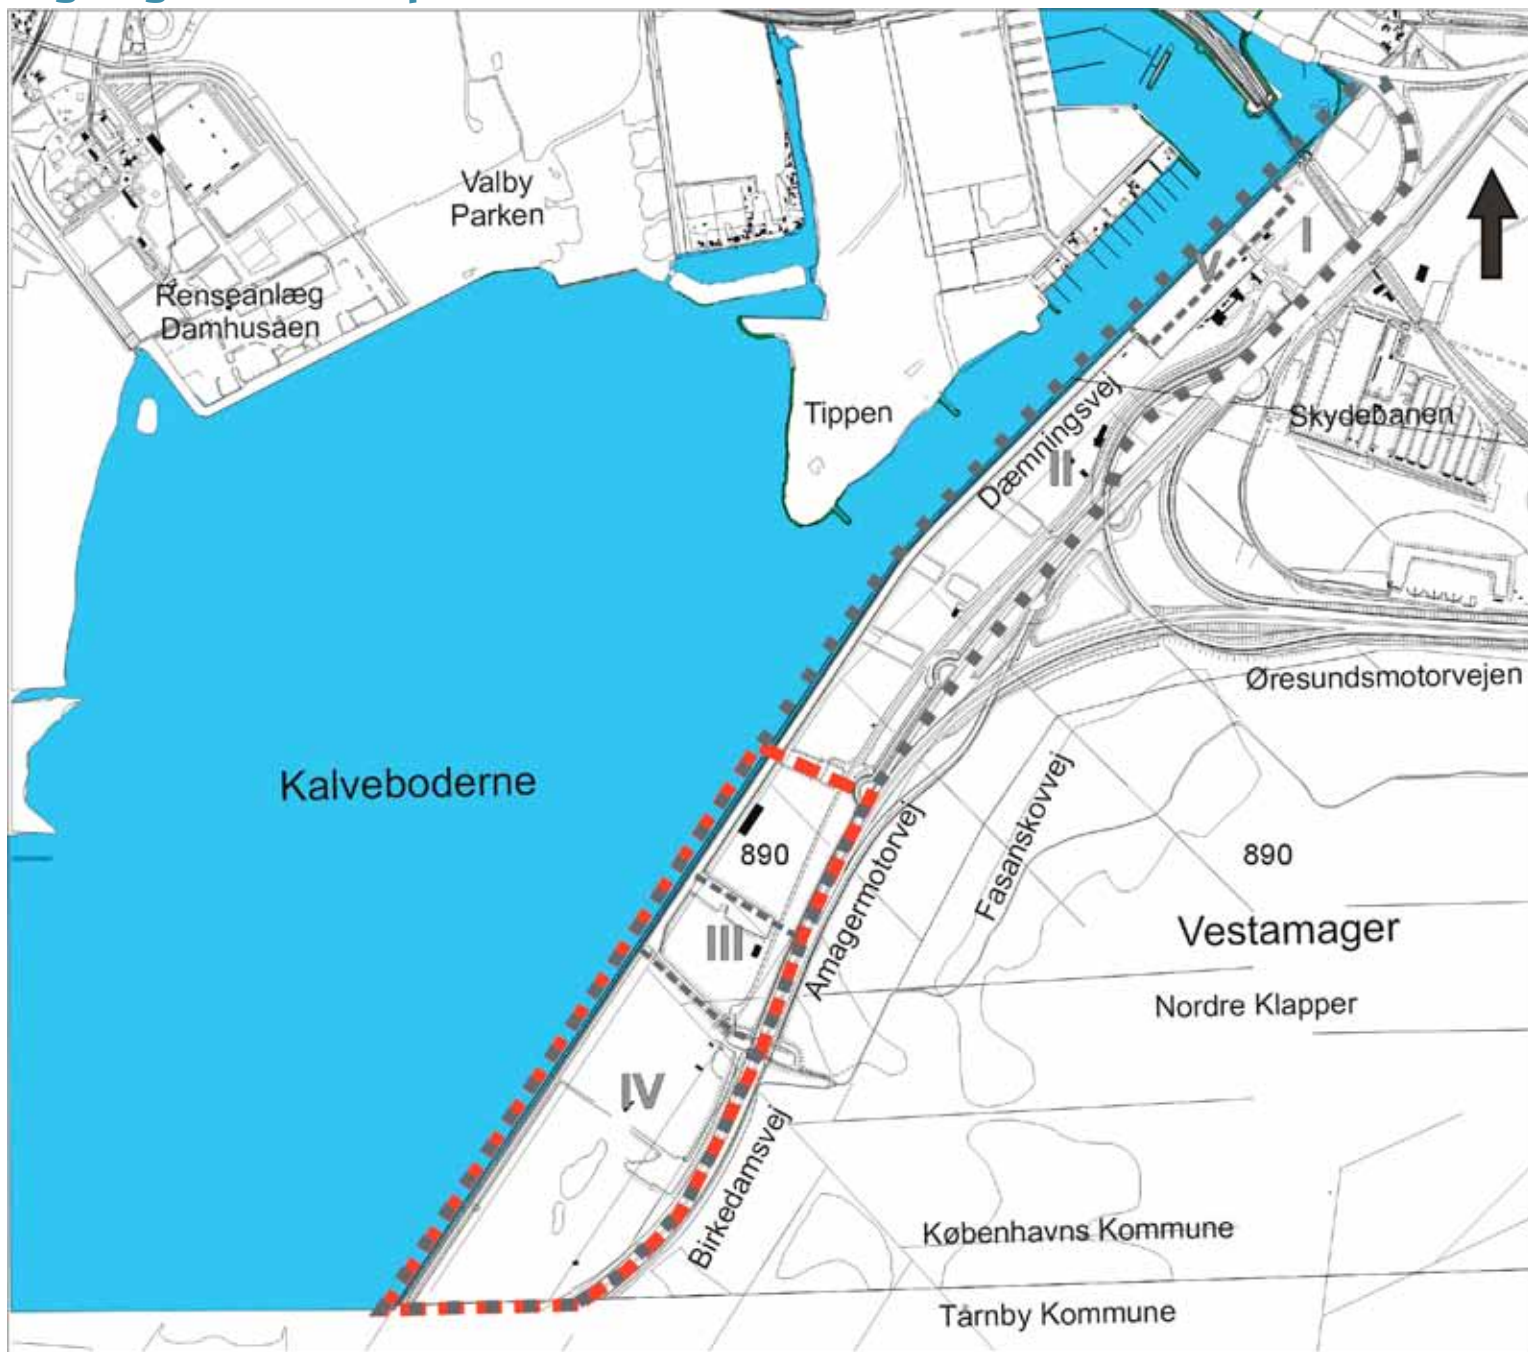 Valby
Parken
Renseanlæg
Damhusåen
Tippen
I
V
Skydebanen
Dæmningsvej
II
Øresundsmotorvejen
Kalveboderne
890
Amagermotorvej
Fasanskovvej
890
Vestamager
III
Nordre Klapper
IV
Birkedamsvej
Københavns Kommune
Tårnby Kommune